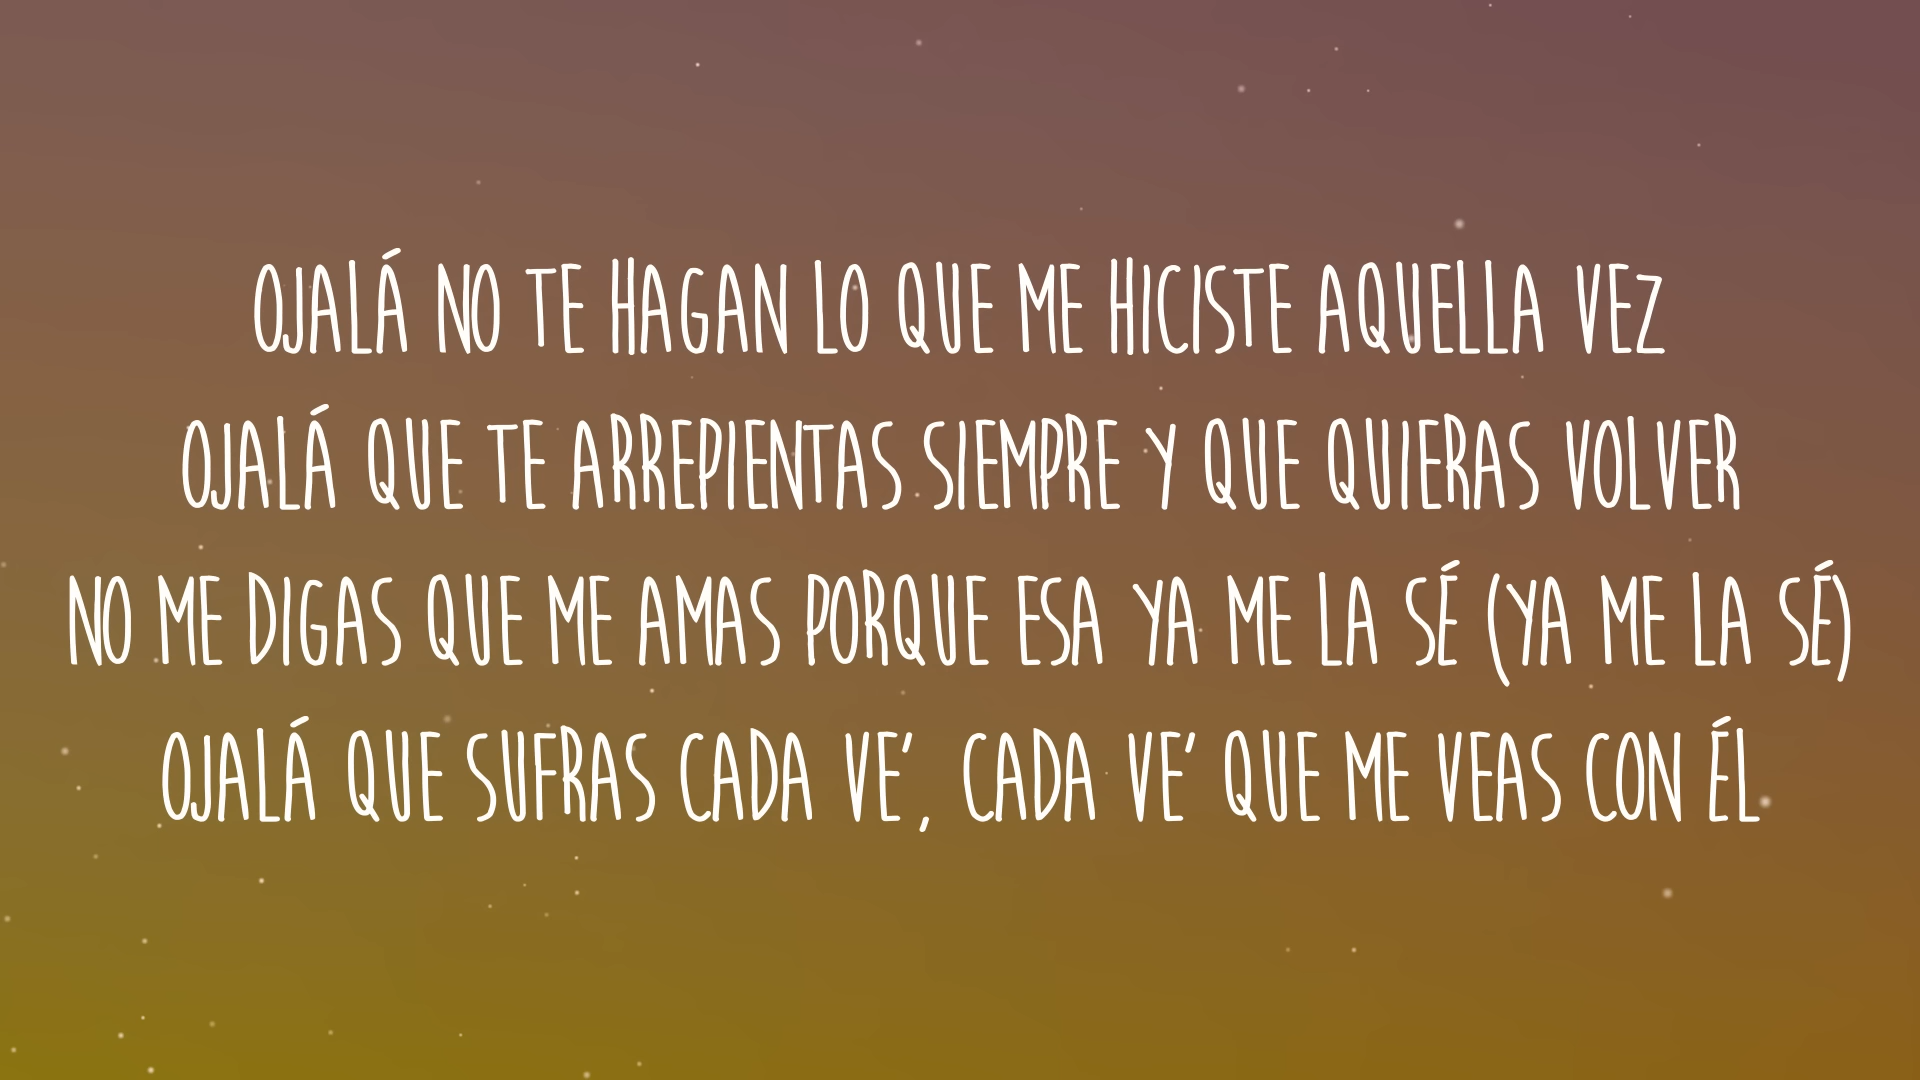 OJALÁ NO TE HAGAN LO QUE ME HICISTE AQUELLA VEZ
OJALÁ QUE TE ARREPIENTAS SIEMPRE Y QUE QUIERAS VOLVER
NO ME DIGAS QUE ME AMAS PORQUE ESA YA ME LA SÉ (YA ME LA SÉ)
OJALÁ QUE SUFRAS CADA VE', CADA VE' QUE ME VEAS CON ÉL